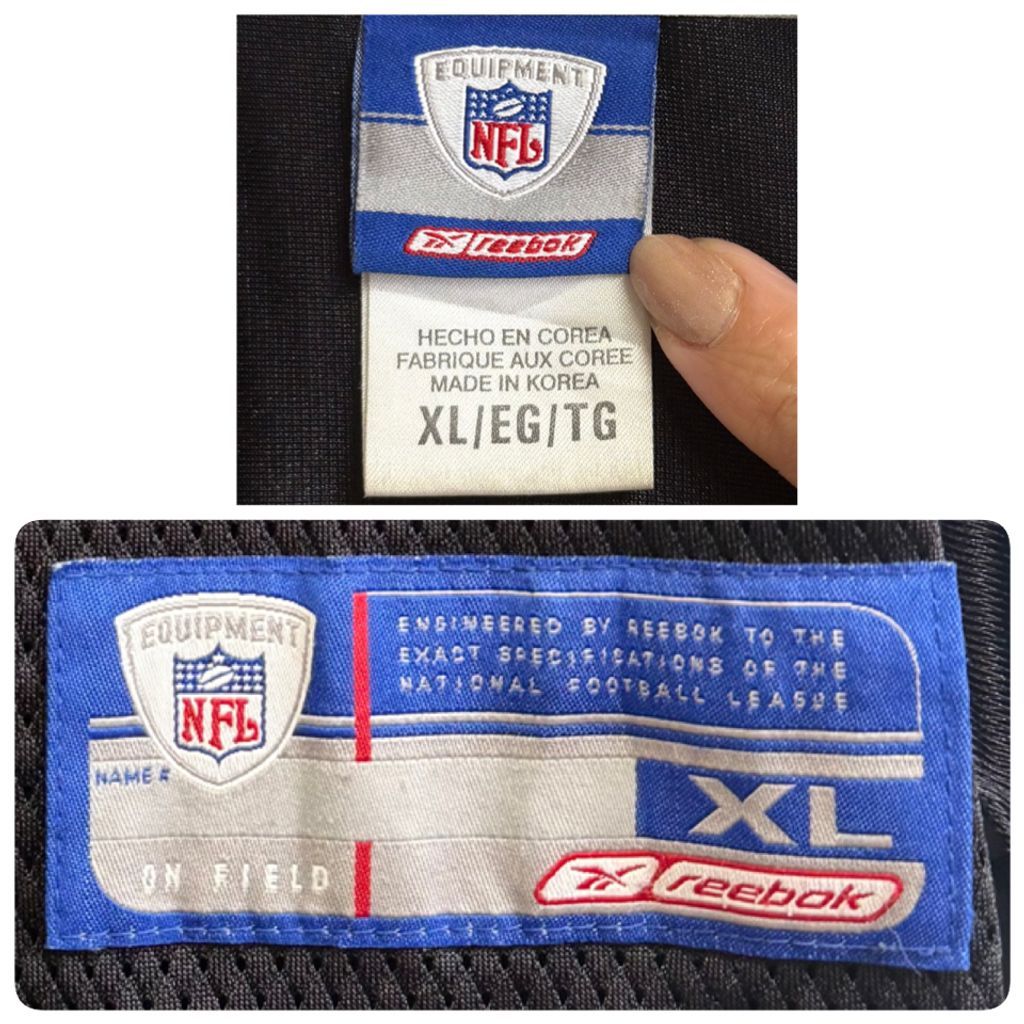 EQUIPMENT
NFL
reebok
HECHO EN COREA
FABRIQUE AUX COREE
MADE IN KOREA
XL/EG/TG
EQUIPMENT
NFL
ENGINEERED BY REEBOK TO THE
EXACT SPECIFICATIONS OF THE
NATIONAL FOOTBALL LEAGUE
NAME #
XL
ON FIELD
reebok